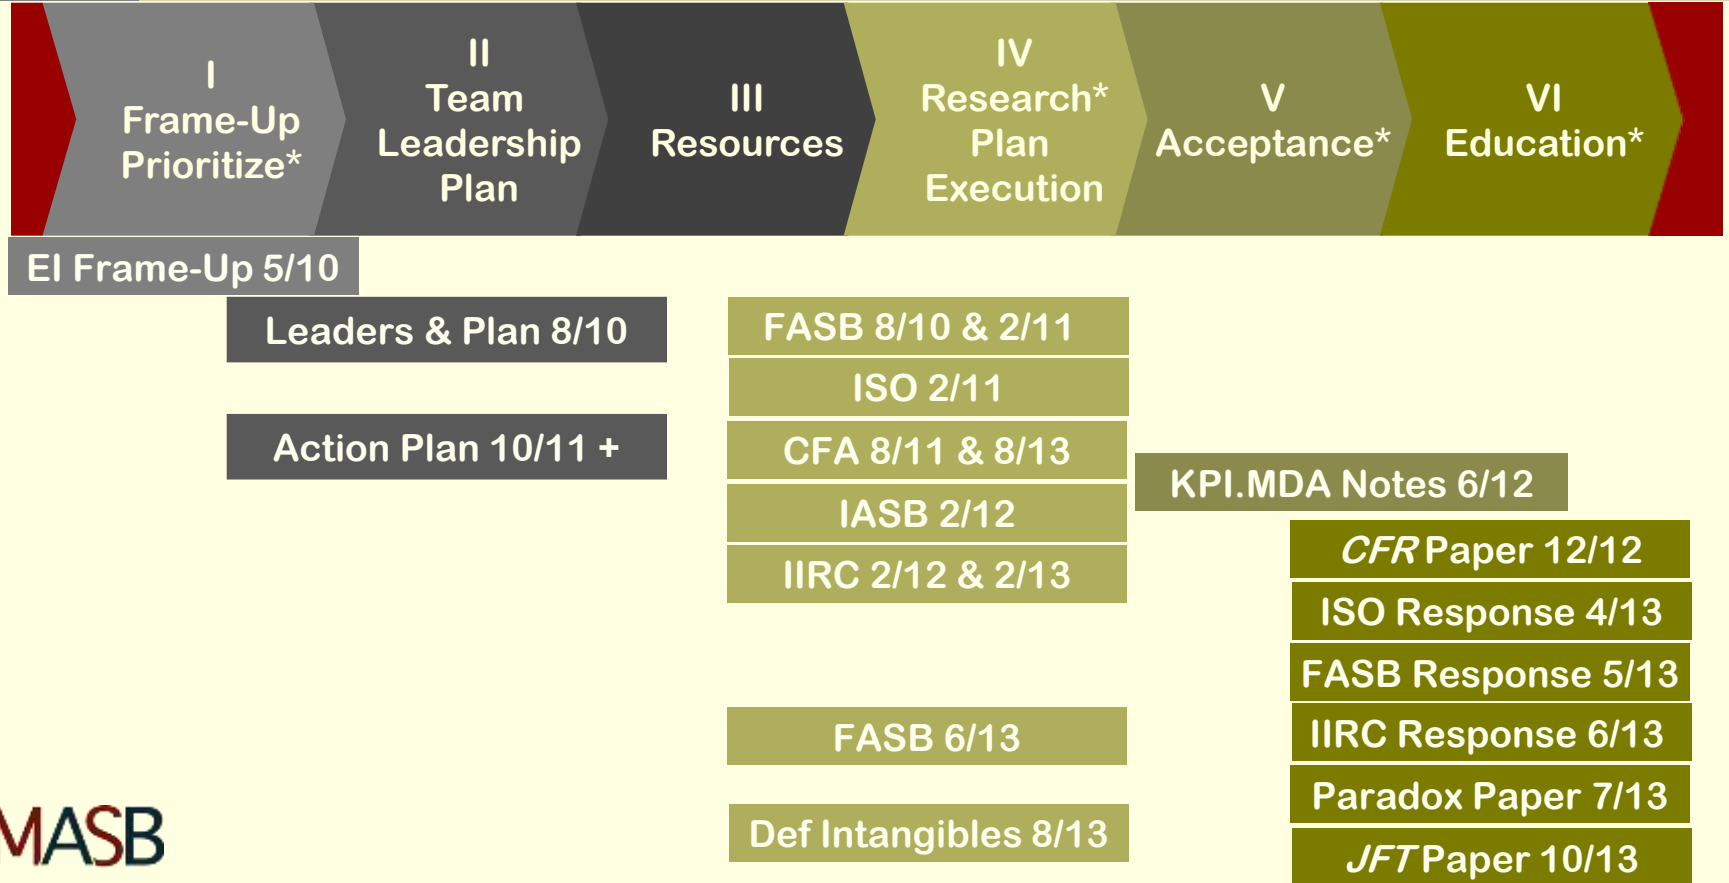 I
Frame-Up
Prioritize*
II
Team
Leadership
Plan
III
Resources
IV
Research*
Plan
Execution
V
Acceptance*
VI
Education*
EI Frame-Up 5/10
Leaders & Plan 8/10
Action Plan 10/11 +
FASB 8/10 & 2/11
ISO 2/11
CFA 8/11 & 8/13
IASB 2/12
IIRC 2/12 & 2/13
FASB 6/13
Def Intangibles 8/13
KPI.MDA Notes 6/12
CFR Paper 12/12
ISO Response 4/13
FASB Response 5/13
IIRC Response 6/13
Paradox Paper 7/13
JFT Paper 10/13
MASB